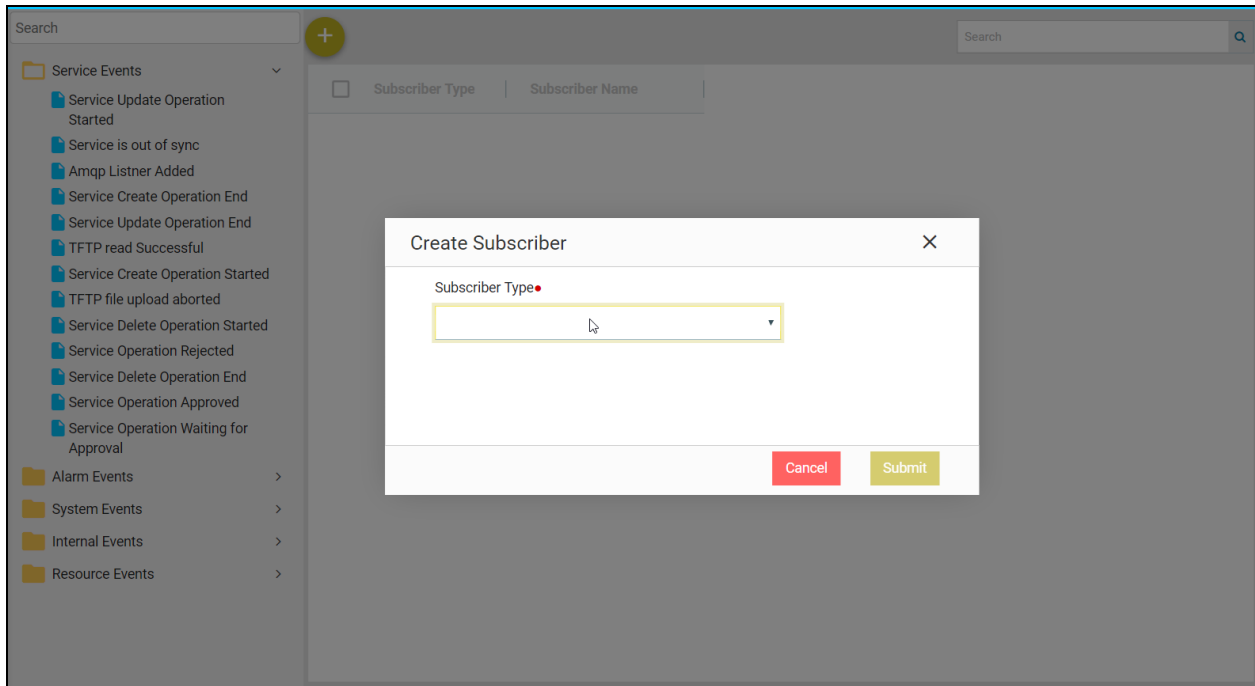 Search
Service Events
Service Update Operation
Started
Service is out of sync
Amqp Listner Added
Service Create Operation End
Service Update Operation End
TFTP read Successful
Service Create Operation Started
TFTP file upload aborted
Service Delete Operation Started
Service Operation Rejected
Service Delete Operation End
Service Operation Approved
Service Operation Waiting for
Approval
Alarm Events
System Events
Internal Events
Resource Events
+
Search
Subscriber Type
Subscriber Name
Create Subscriber
Subscriber Type
Cancel
Submit